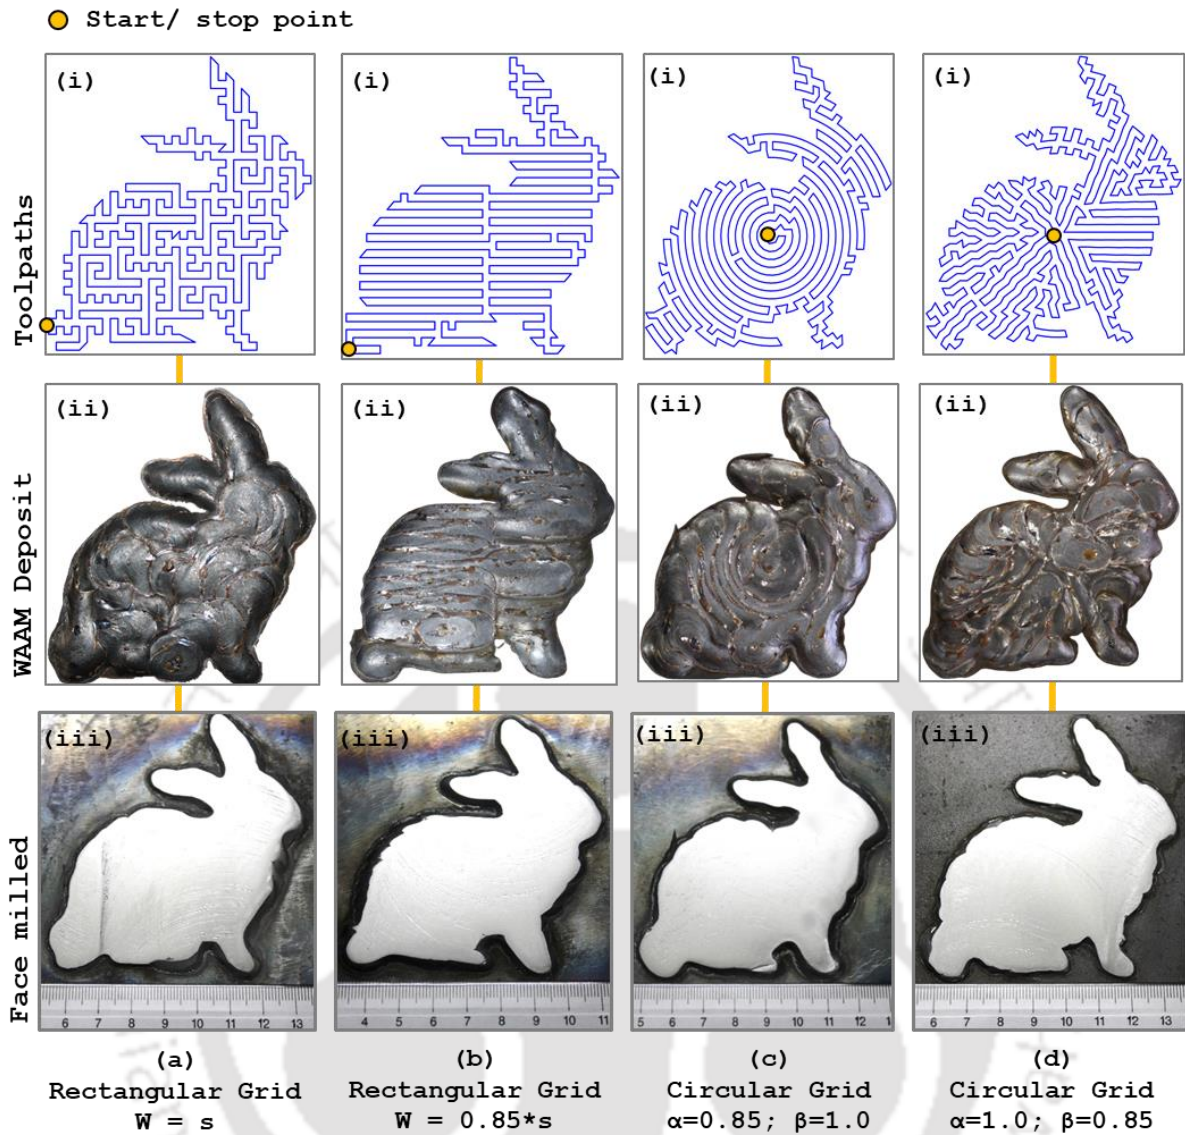 Start/ stop point
Toolpaths
(i)
(i)
(i)
(i)
WAAM Deposit
(ii)
(ii)
(ii)
(ii)
Face milled
(iii)
(iii)
(iii)
(iii)
6 7 8 9 10 11 12 13
4 5 6 7 8 9 10 11
5 6 7 8 9 10 11 12 1
6 7 8 9 10 11 12 13
(a)
Rectangular Grid
W = s
(b)
Rectangular Grid
W = 0.85*s
(c)
Circular Grid
α=0.85; β=1.0
(d)
Circular Grid
α=1.0; β=0.85